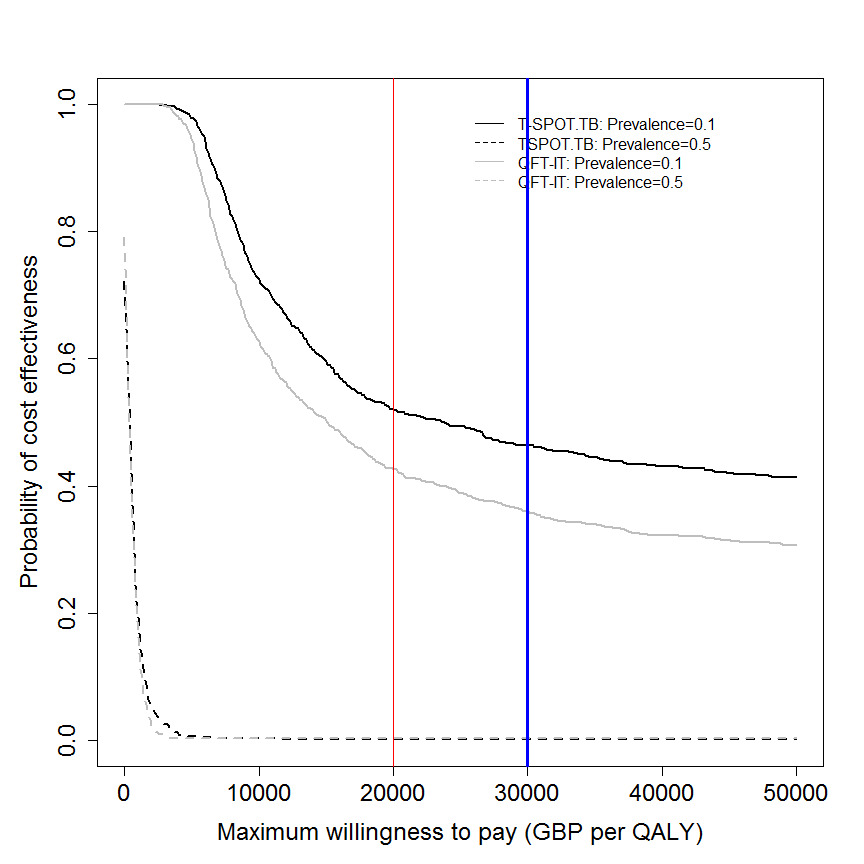 T-SPOT.TB: Prevalence=0.1
TSPOT.TB: Prevalence=0.5
QFT-IT: Prevalence=0.1
QFT-IT: Prevalence=0.5
Probability of cost effectiveness
1.0
0.8
0.6
0.4
0.2
0.0
0 10000 20000 30000 40000 50000
Maximum willingness to pay (GBP per QALY)